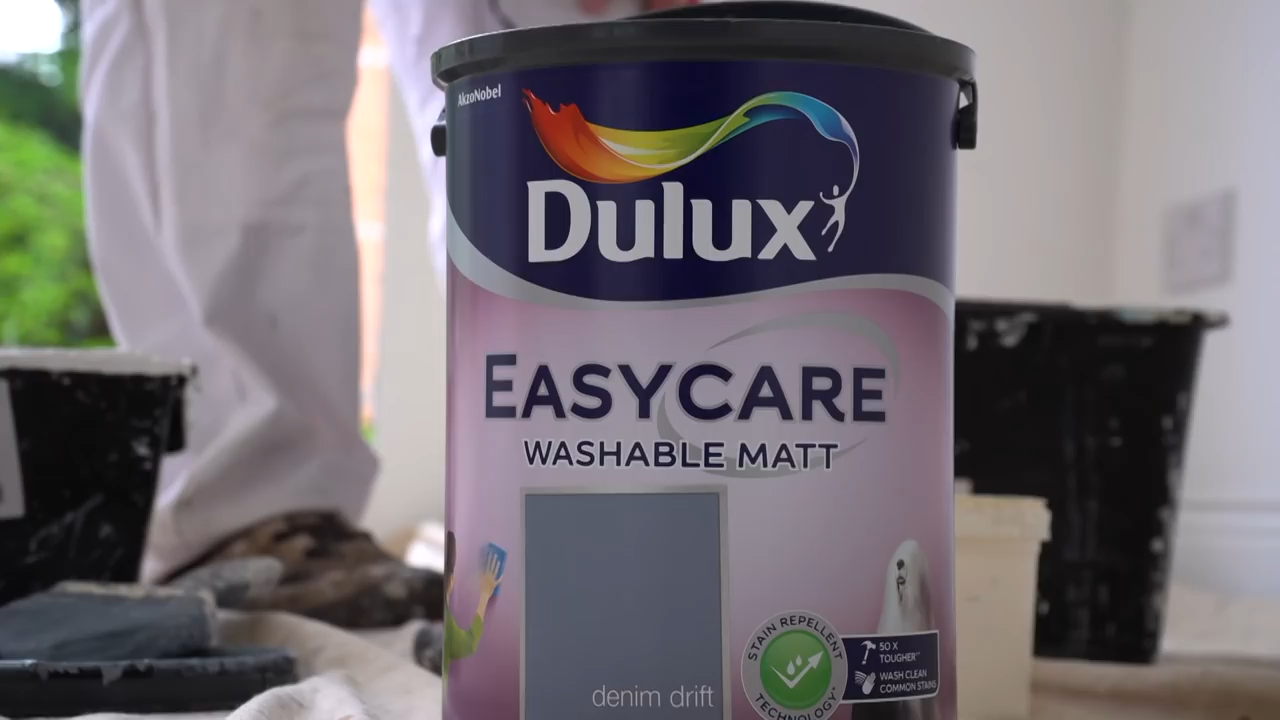 AkzoNobel
Dulux
EASYCARE
WASHABLE MATT
denim drift
STAIN REPELLENT
TECHNOLOGY
50 X
TOUGHER**
WASH CLEAN
COMMON STAINS